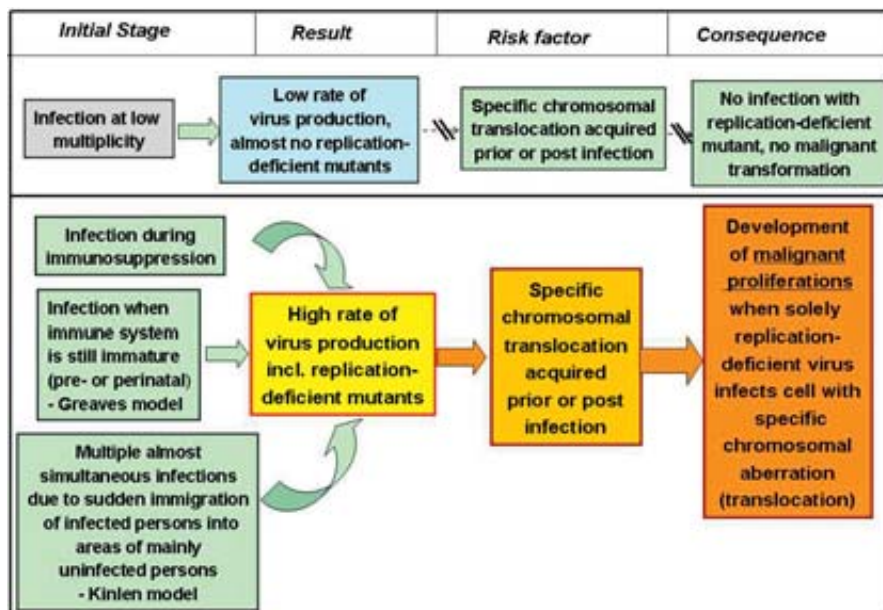 Initial Stage
Result
Risk factor
Consequence
Infection at low
multiplicity
Low rate of
virus production,
almost no replication-
deficient mutants
Specific chromosomal
translocation acquired
prior or post infection
No infection with
replication-deficient
mutant, no malignant
transformation
Infection during
immunosuppression
Infection when
immune system
is still immature
(pre- or perinatal)
- Greaves model
Multiple almost
simultaneous infections
due to sudden immigration
of infected persons into
areas of mainly
uninfected persons
- Kinlen model
High rate of
virus production
incl. replication-
deficient mutants
Specific
chromosomal
translocation
acquired
prior or post
infection
Development
of malignant
proliferations
when solely
replication-
deficient virus
infects cell with
specific
chromosomal
aberration
(translocation)